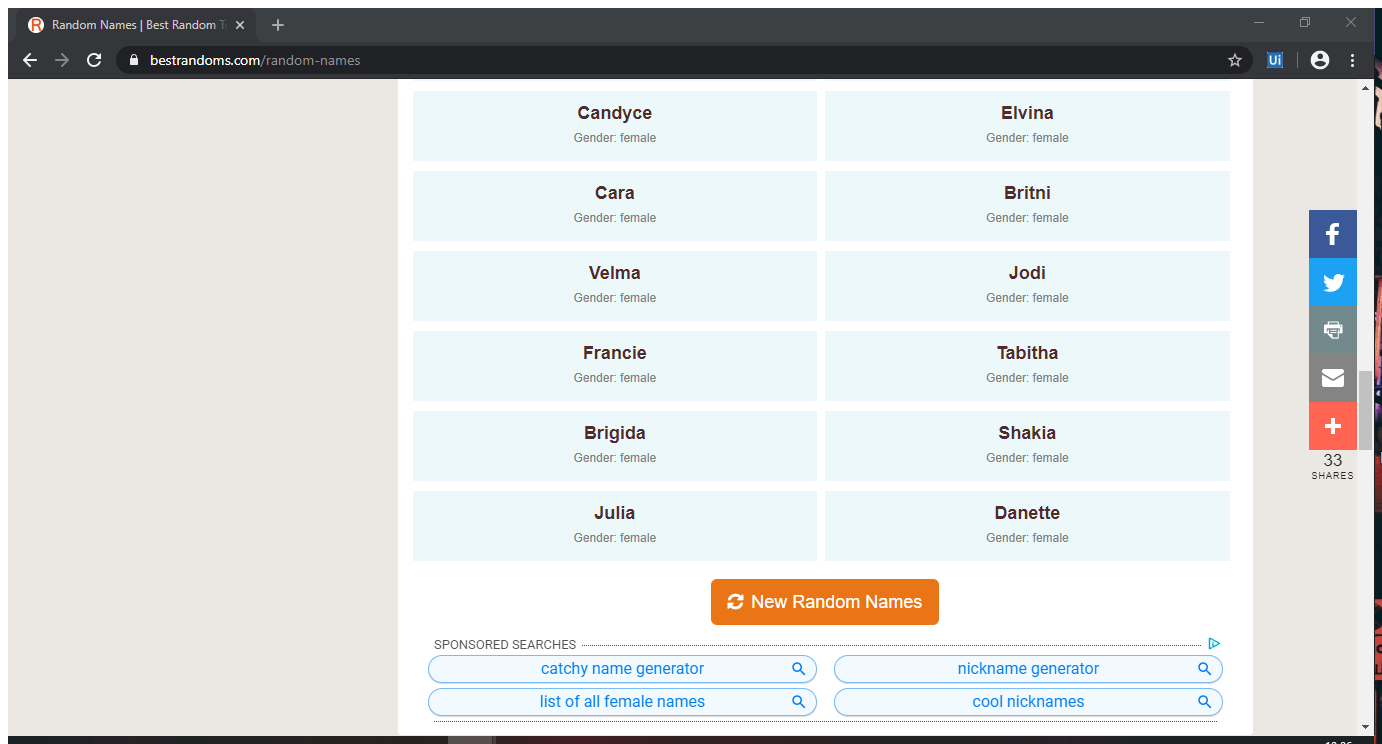 Random Names | Best Random T
bestrandoms.com/random-names
Ui
Candyce
Gender: female
Elvina
Gender: female
Cara
Gender: female
Britni
Gender: female
Velma
Gender: female
Jodi
Gender: female
Francie
Gender: female
Tabitha
Gender: female
Brigida
Gender: female
Shakia
Gender: female
Julia
Gender: female
Danette
Gender: female
New Random Names
SPONSORED SEARCHES
catchy name generator
nickname generator
list of all female names
cool nicknames
33
SHARES